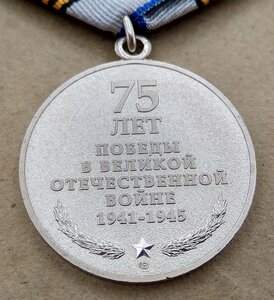 75
ЛЕТ
ПОБЕДЫ
В ВЕЛИКОЙ
ОТЕЧЕСТВЕННОЙ
ВОЙНЕ
1941-1945